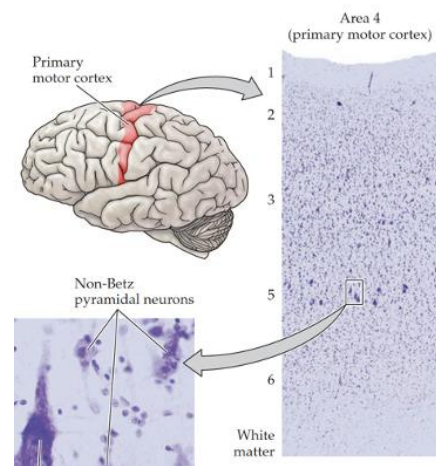 Area 4
(primary motor cortex)
Primary
motor cortex
1
2
3
5
6
White
matter
Non-Betz
pyramidal neurons